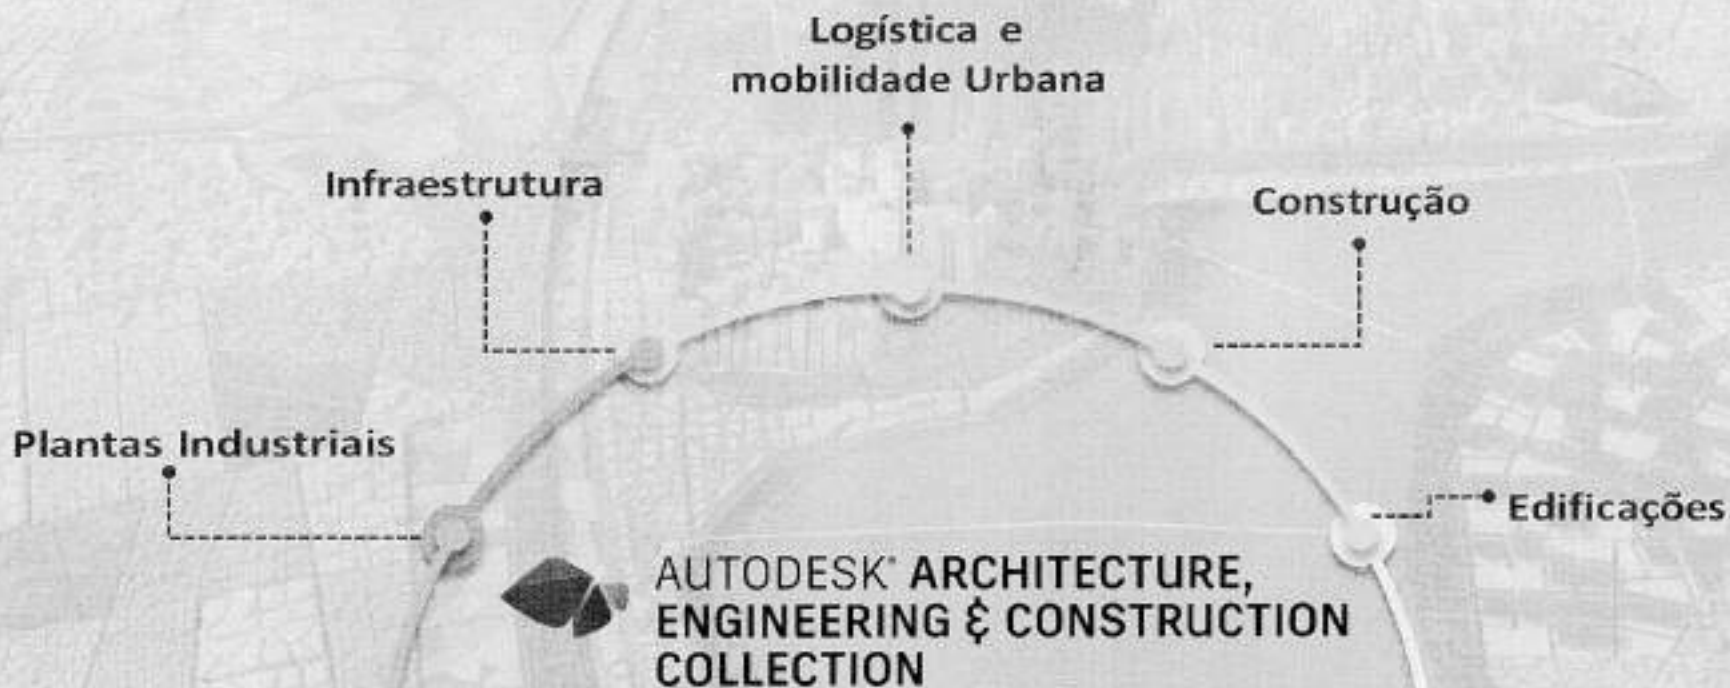 Logística e
mobilidade Urbana
Infraestrutura
Construção
Plantas Industriais
Edificações
AUTODESK® ARCHITECTURE,
ENGINEERING & CONSTRUCTION
COLLECTION